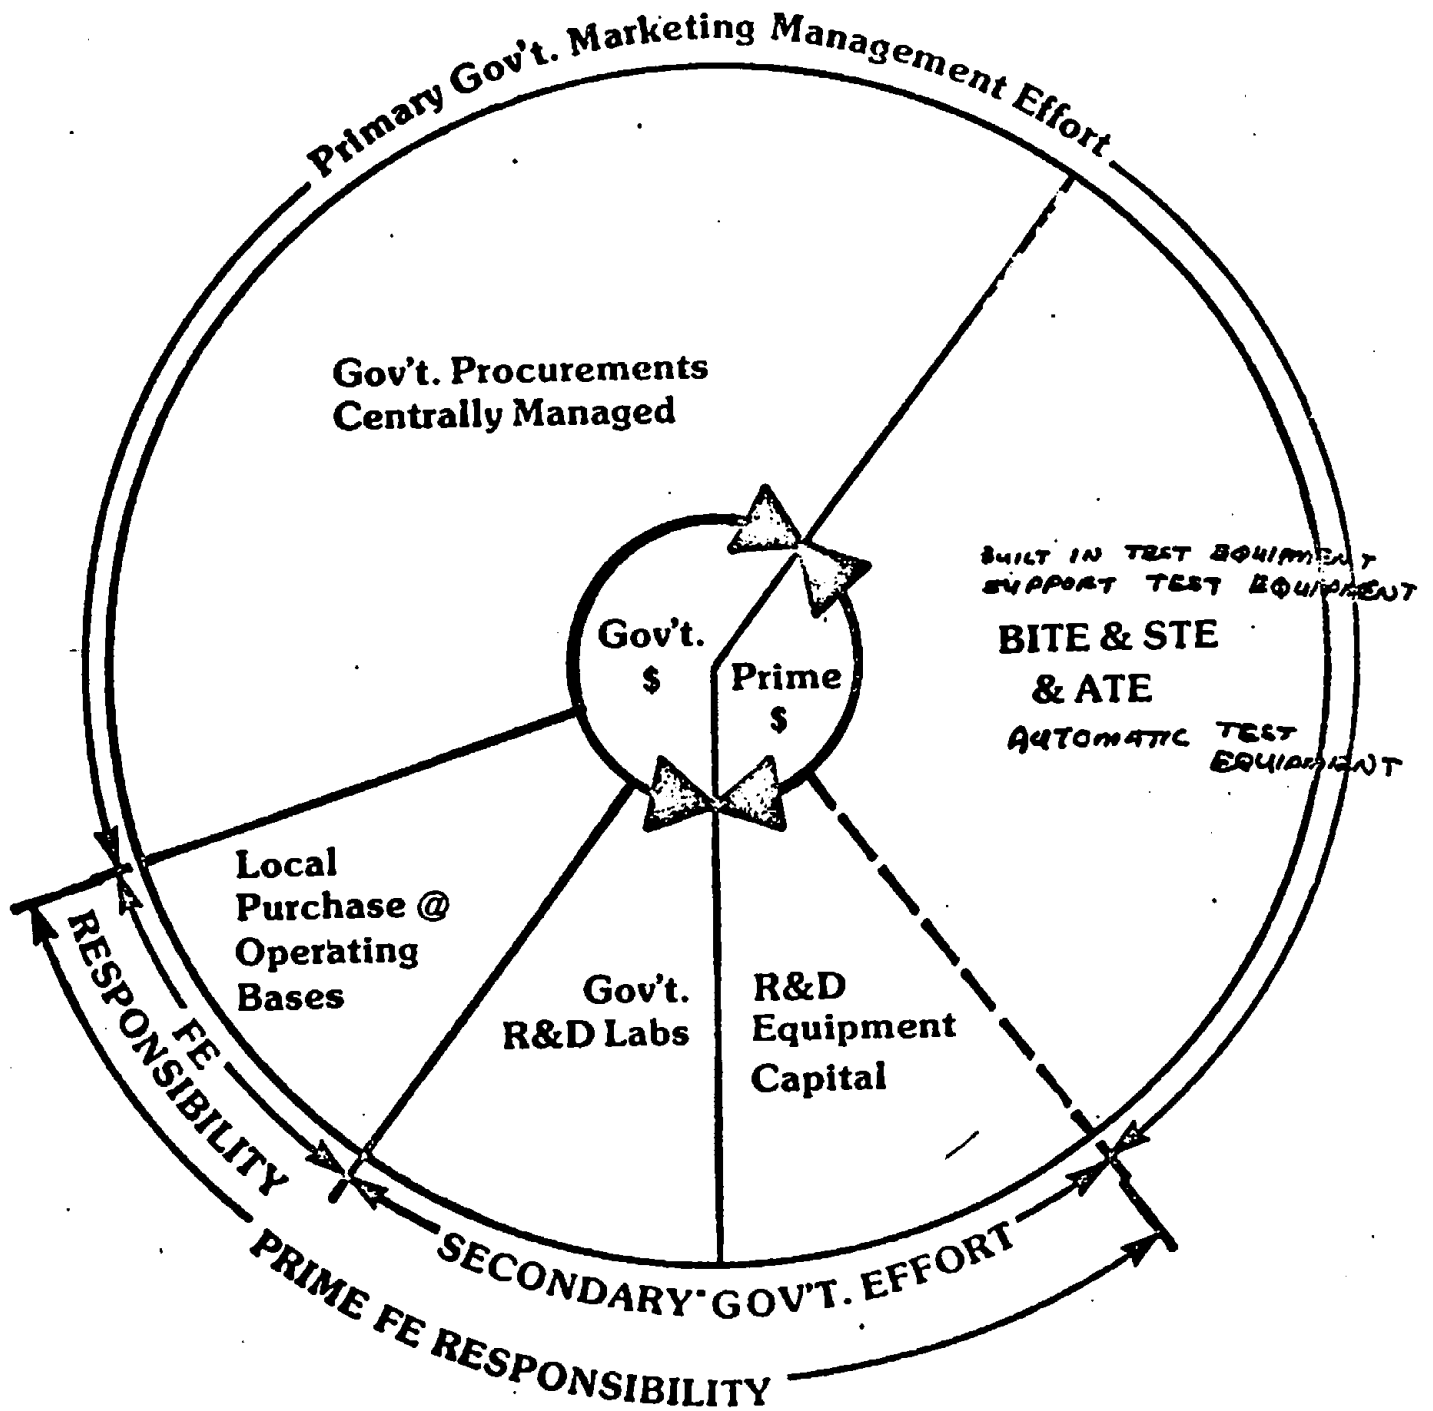 Primary Gov't. Marketing Management Effort
Gov't. Procurements
Centrally Managed
BUILT IN TEST EQUIPMENT
SUPPORT TEST EQUIPMENT
BITE & STE
& ATE
AUTOMATIC TEST
EQUIPMENT
Gov't.
$
Prime
$
Local
Purchase @
Operating
Bases
Gov't.
R&D Labs
R&D
Equipment
Capital
FE
RESPONSIBILITY
SECONDARY GOV'T. EFFORT
PRIME FE RESPONSIBILITY